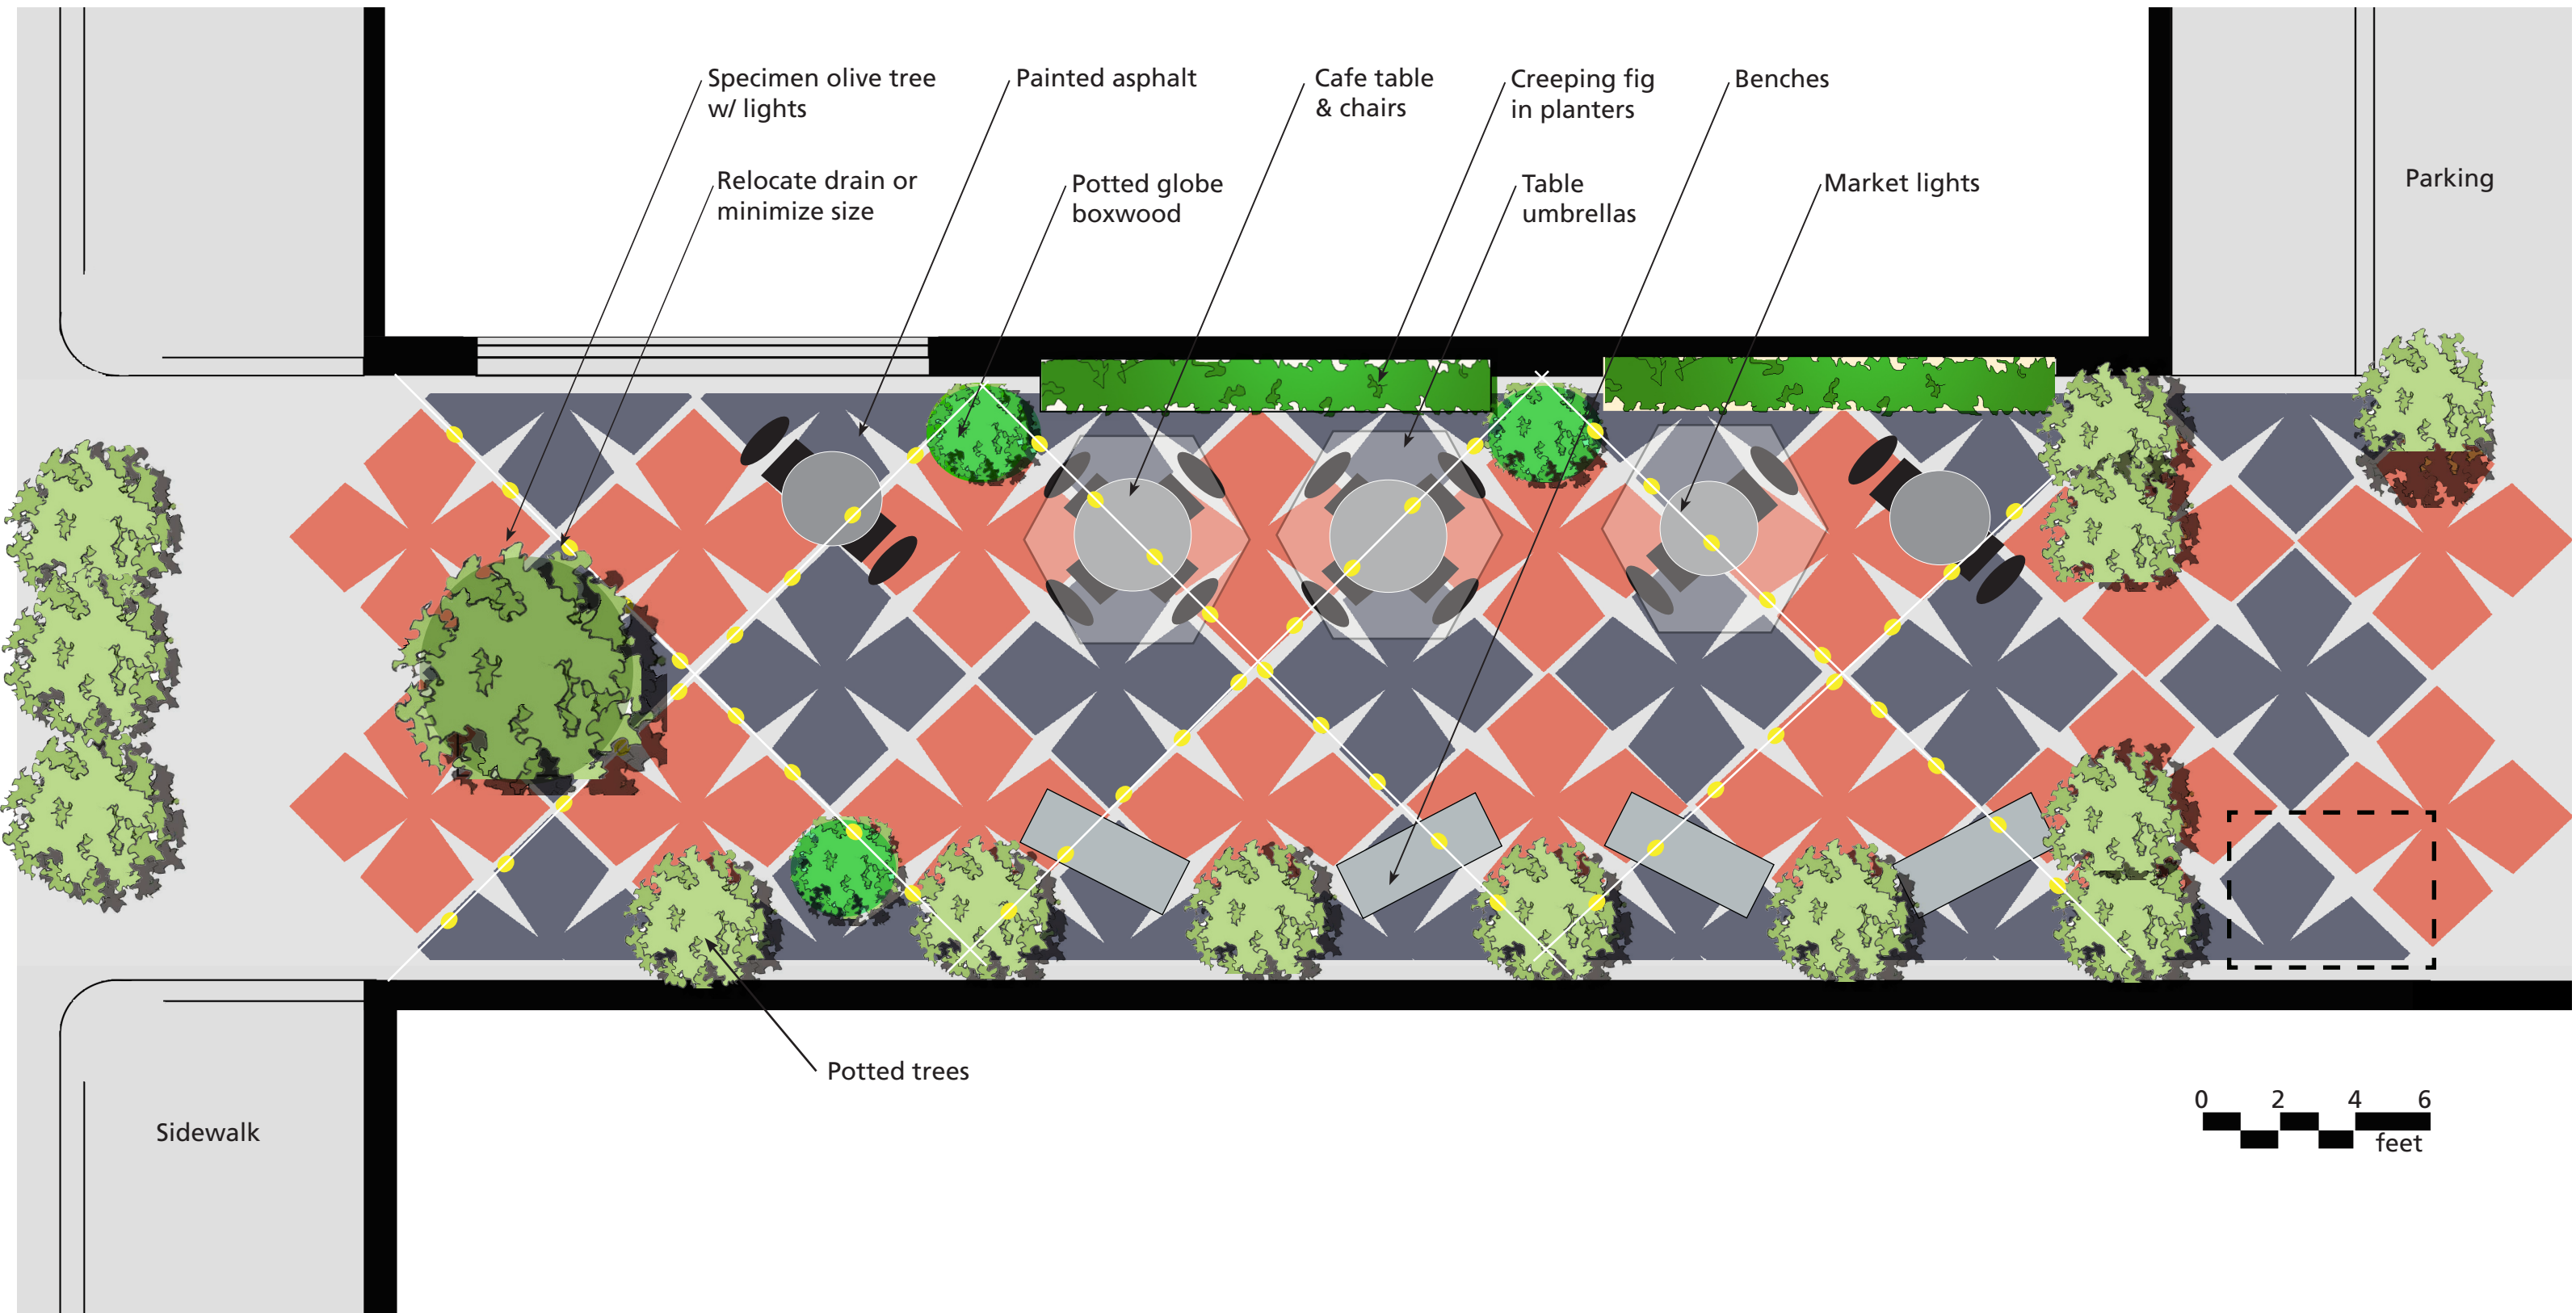 Specimen olive tree
w/ lights
Painted asphalt
Cafe table
& chairs
Creeping fig
in planters
Benches
Relocate drain or
minimize size
Potted globe
boxwood
Table
umbrellas
Market lights
Parking
Potted trees
Sidewalk
0 2 4 6
feet